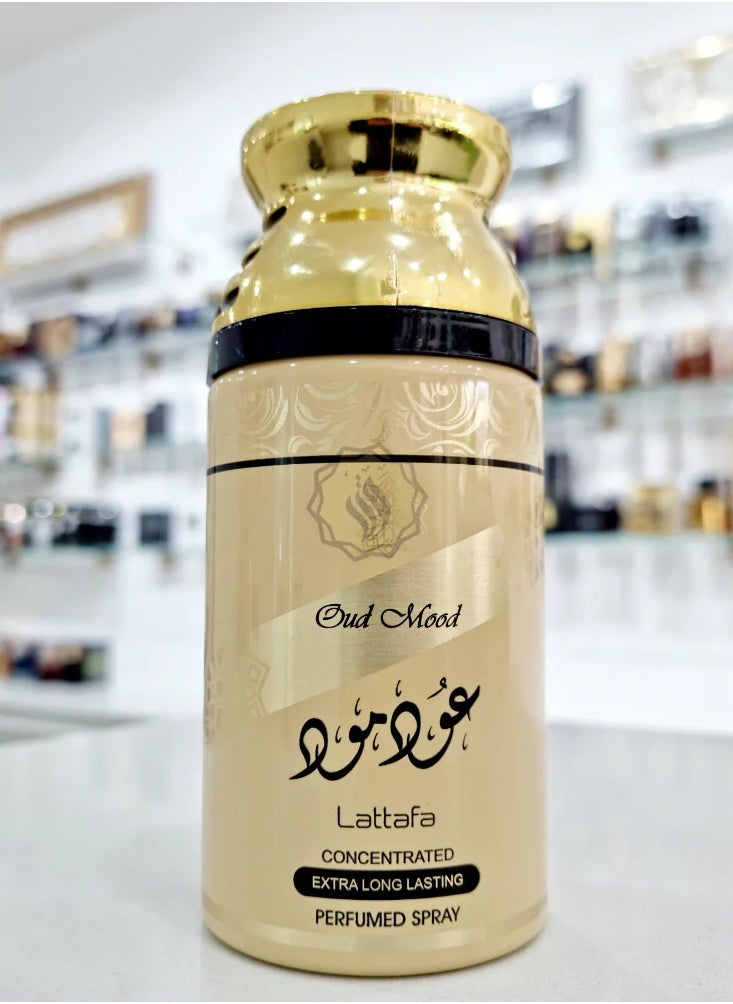 Oud Mood
عود مود
Lattafa
CONCENTRATED
EXTRA LONG LASTING
PERFUMED SPRAY